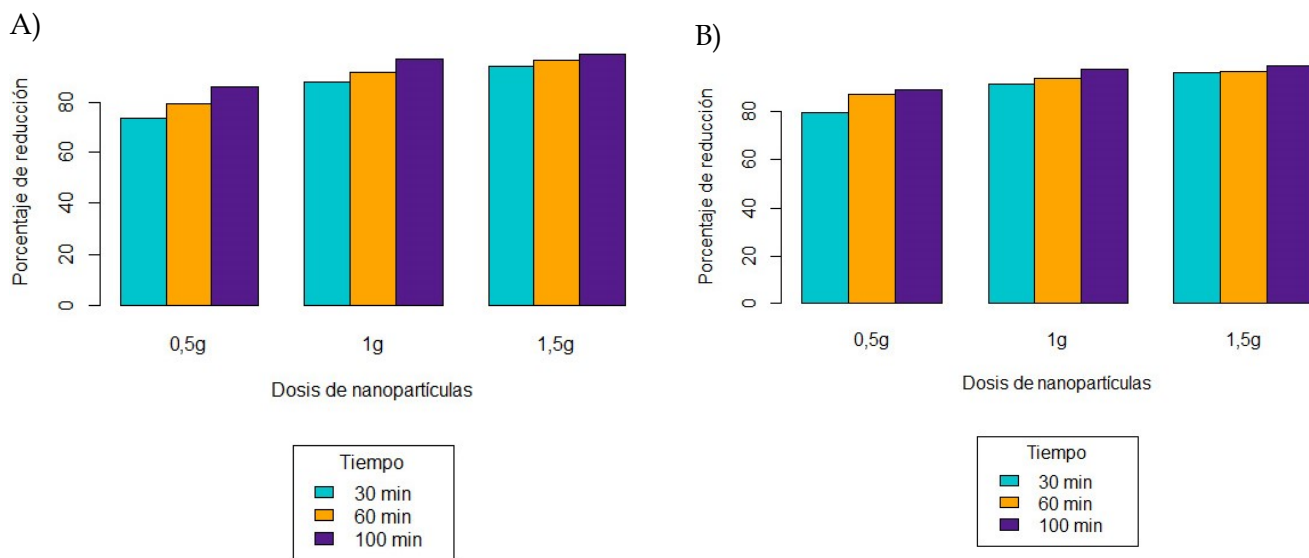 A)
Porcentaje de reducción
80
60
40
20
0
0,5g
1g
1,5g
Dosis de nanopartículas
Tiempo
30 min
60 min
100 min
B)
Porcentaje de reducción
80
60
40
20
0
0,5g
1g
1,5g
Dosis de nanopartículas
Tiempo
30 min
60 min
100 min